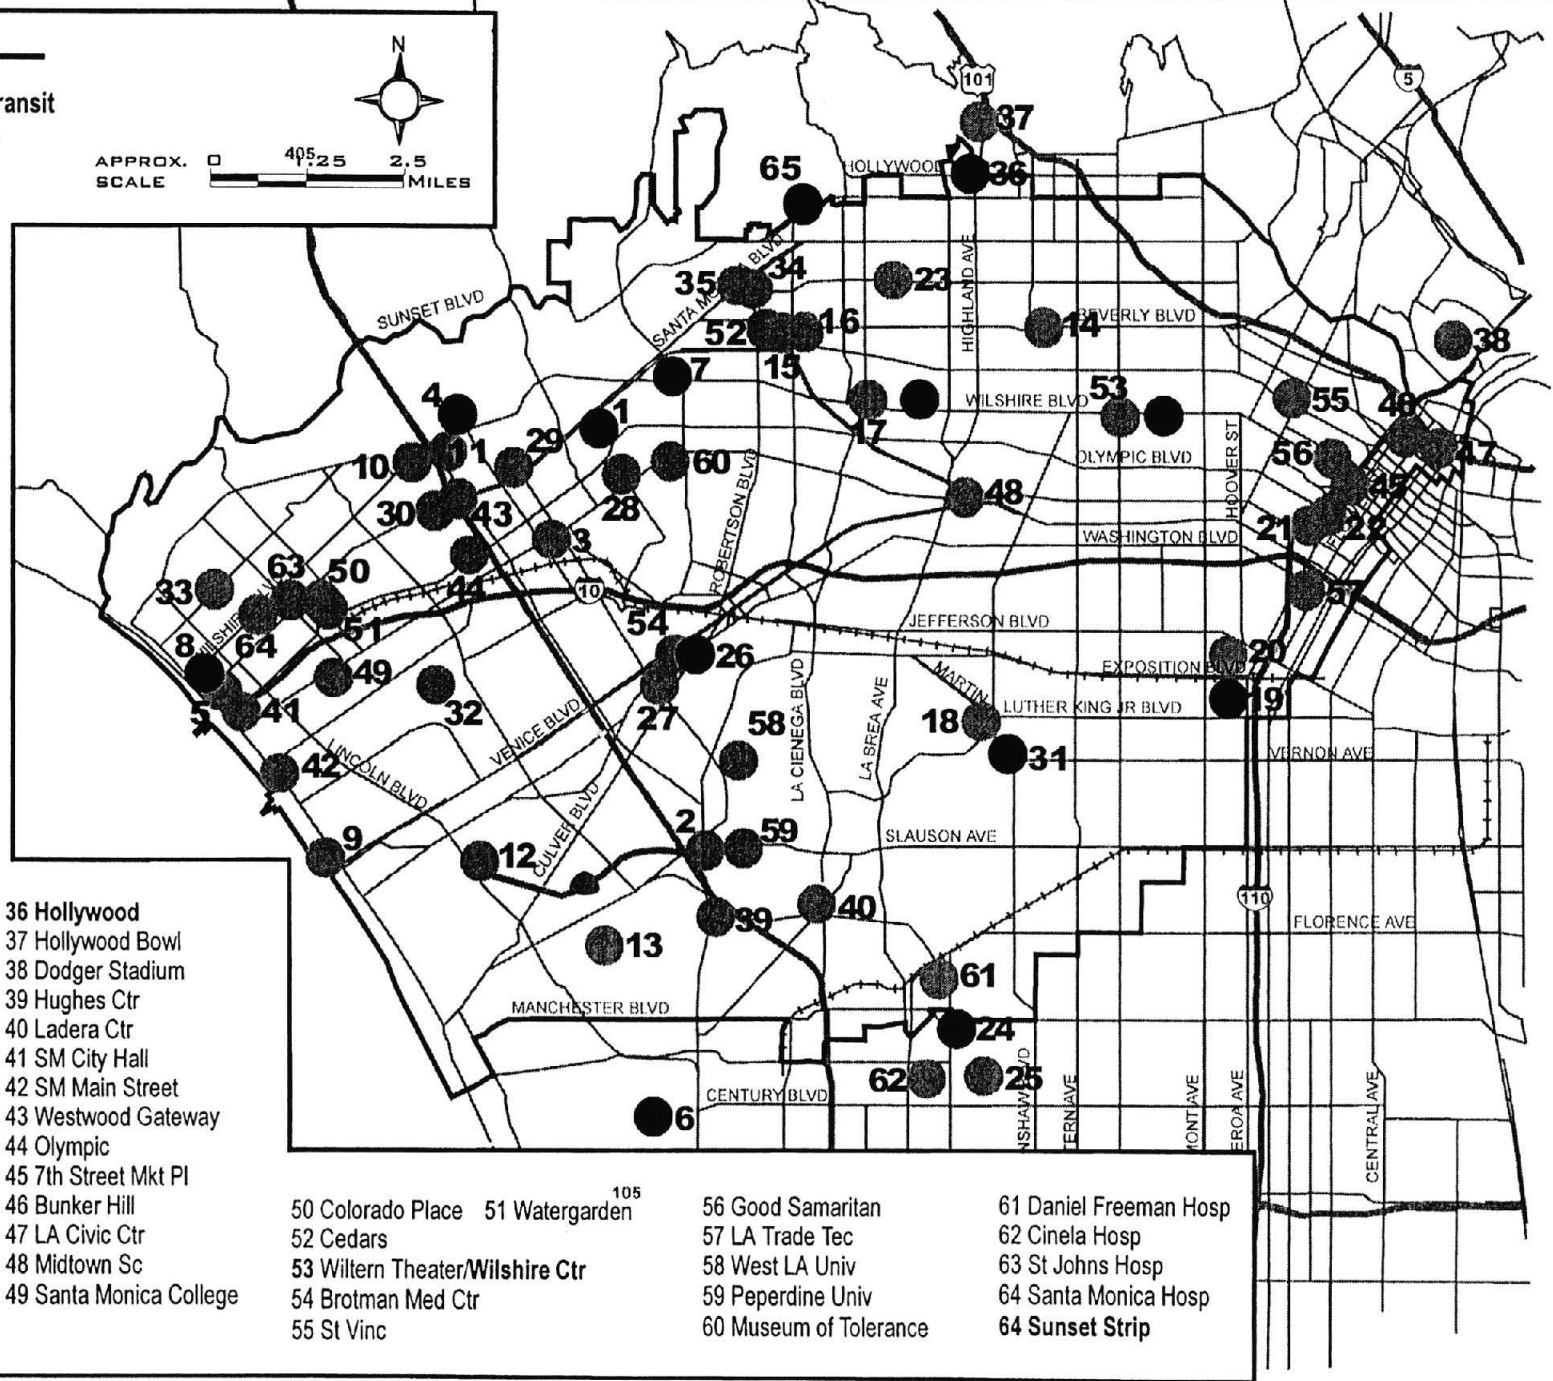 ransit
N
APPROX.
SCALE
0
405
1.25
2.5
MILES
101
5
37
HOLLYWOOD
36
65
SANTA MONICA BLVD
SUNSET BLVD
35
34
23
HIGHLAND AVE
52
16
15
14
BEVERLY BLVD
38
7
4
1
17
WILSHIRE BLVD
53
55
46
47
10
11
29
60
28
ROBERTSON BLVD
OLYMPIC BLVD
HOOVER ST
56
45
30
43
3
48
21
22
WASHINGTON BLVD
44
33
63
50
51
64
WILSHIRE
10
57
8
5
41
49
32
54
26
27
JEFFERSON BLVD
EXPOSITION BLVD
20
19
MARTIN
LUTHER KING JR BLVD
18
31
VERNON AVE
42
LINCOLN BLVD
VENICE BLVD
58
LA CIENEGA BLVD
LA BREA AVE
9
12
CULVER BLVD
2
59
SLAUSON AVE
39
40
13
110
FLORENCE AVE
61
MANCHESTER BLVD
24
62
25
CENTURY BLVD
6
NSHAW BLVD
TERN AVE
MONT AVE
EROA AVE
CENTRAL AVE
36 Hollywood
37 Hollywood Bowl
38 Dodger Stadium
39 Hughes Ctr
40 Ladera Ctr
41 SM City Hall
42 SM Main Street
43 Westwood Gateway
44 Olympic
45 7th Street Mkt Pl
46 Bunker Hill
47 LA Civic Ctr
48 Midtown Sc
49 Santa Monica College
50 Colorado Place 51 Watergarden
105
52 Cedars
53 Wiltern Theater/Wilshire Ctr
54 Brotman Med Ctr
55 St Vinc
56 Good Samaritan
57 LA Trade Tec
58 West LA Univ
59 Peperdine Univ
60 Museum of Tolerance
61 Daniel Freeman Hosp
62 Cinela Hosp
63 St Johns Hosp
64 Santa Monica Hosp
64 Sunset Strip